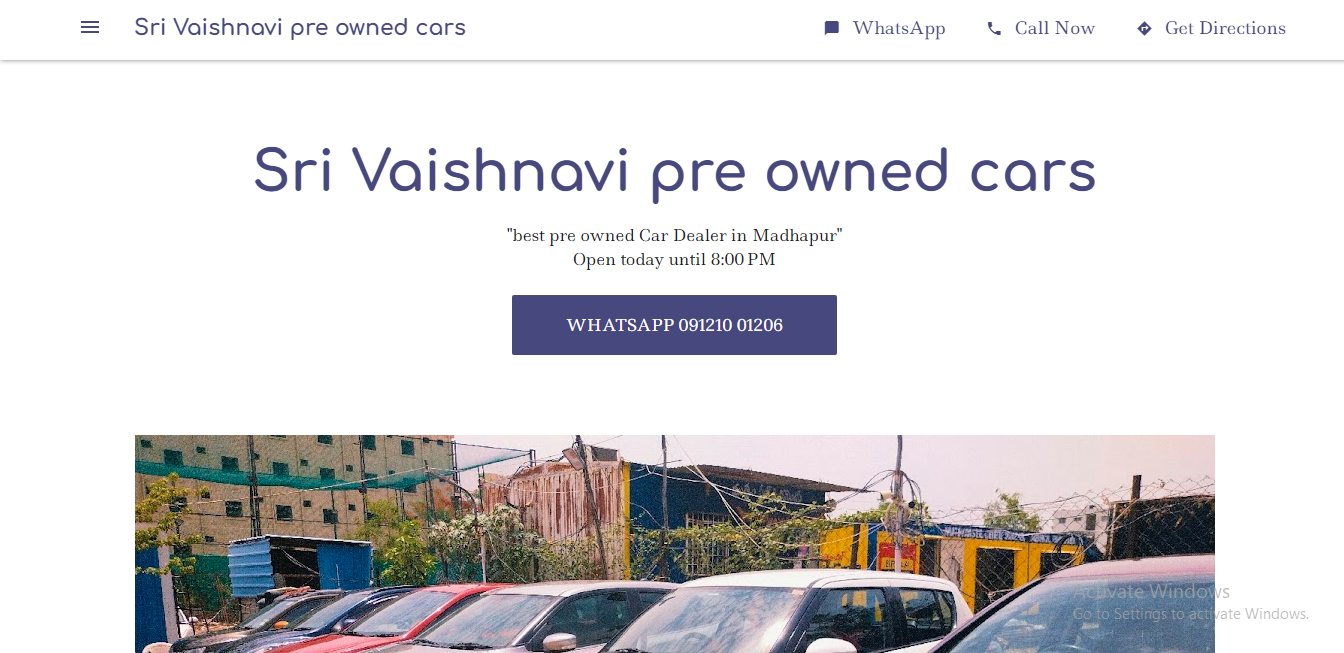 Sri Vaishnavi pre owned cars
WhatsApp
Call Now
Get Directions
Sri Vaishnavi pre owned cars
"best pre owned Car Dealer in Madhapur"
Open today until 8:00 PM
WHATSAPP 091210 01206
Activate Windows
Go to Settings to activate Windows.